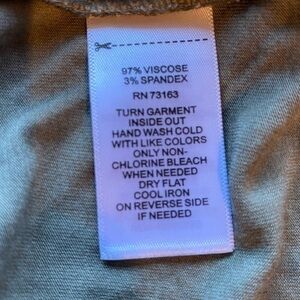 97% VISCOSE
3% SPANDEX
RN 73163
TURN GARMENT
INSIDE OUT
HAND WASH COLD
WITH LIKE COLORS
ONLY NON-
CHLORINE BLEACH
WHEN NEEDED
DRY FLAT
COOL IRON
ON REVERSE SIDE
IF NEEDED